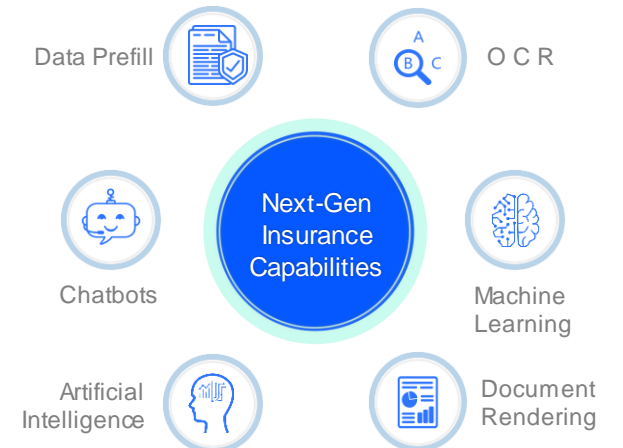 Data Prefill
A
B
C
O C R
Next-Gen
Insurance
Capabilities
Chatbots
Machine
Learning
Artificial
Intelligence
Document
Rendering